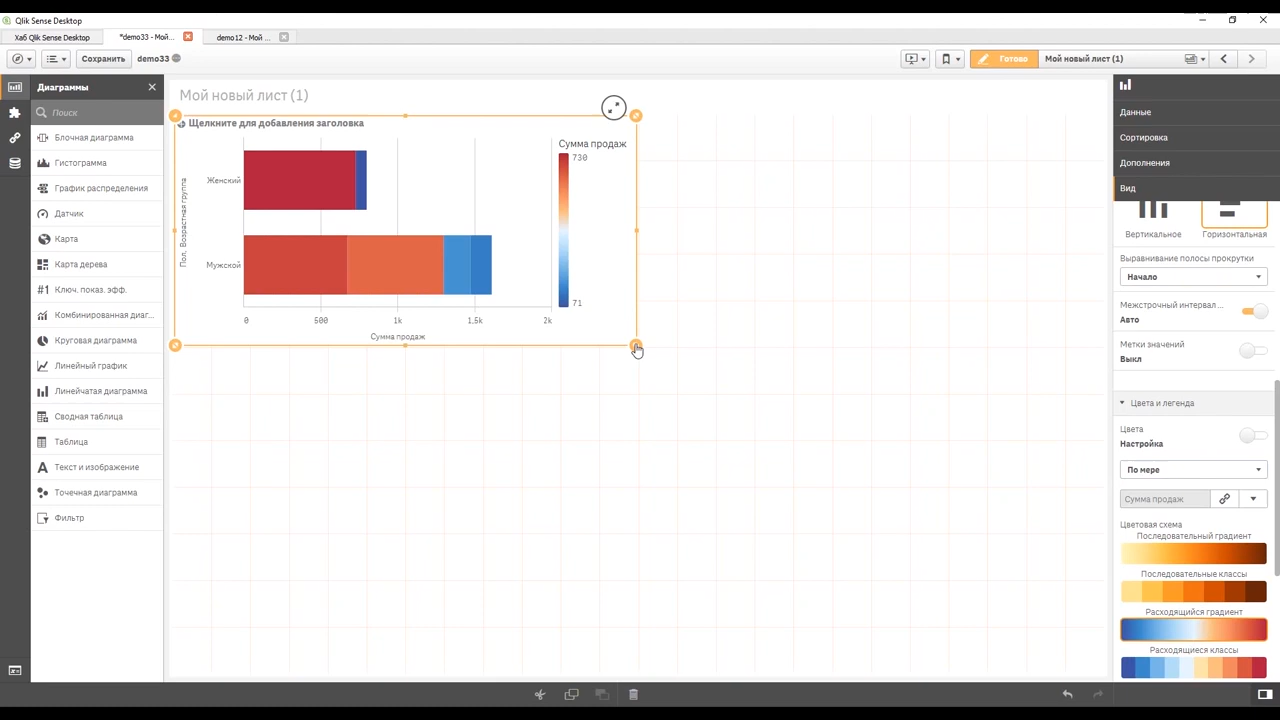 Qlik Sense Desktop
Хаб Qlik Sense Desktop
*demo33 - Мой...
demo12 - Мой ...
Сохранить
demo33
Готово
Мой новый лист (1)
Диаграммы
Поиск
Блочная диаграмма
Гистограмма
График распределения
Датчик
Карта
Карта дерева
#1 Ключ. показ. эфф.
Комбинированная диаг...
Круговая диаграмма
Линейный график
Линейчатая диаграмма
Сводная таблица
Таблица
Текст и изображение
Точечная диаграмма
Фильтр
Мой новый лист (1)
Щелкните для добавления заголовка
Пол, Возрастная группа
Женский
Мужской
0
500
1k
1,5k
2k
Сумма продаж
Сумма продаж
730
71
Данные
Сортировка
Дополнения
Вид
Вертикальное
Горизонтальная
Выравнивание полосы прокрутки
Начало
Межстрочный интервал ...
Авто
Метки значений
Выкл
Цвета и легенда
Цвета
Настройка
По мере
Сумма продаж
Цветовая схема
Последовательный градиент
Последовательные классы
Расходящийся градиент
Расходящиеся классы